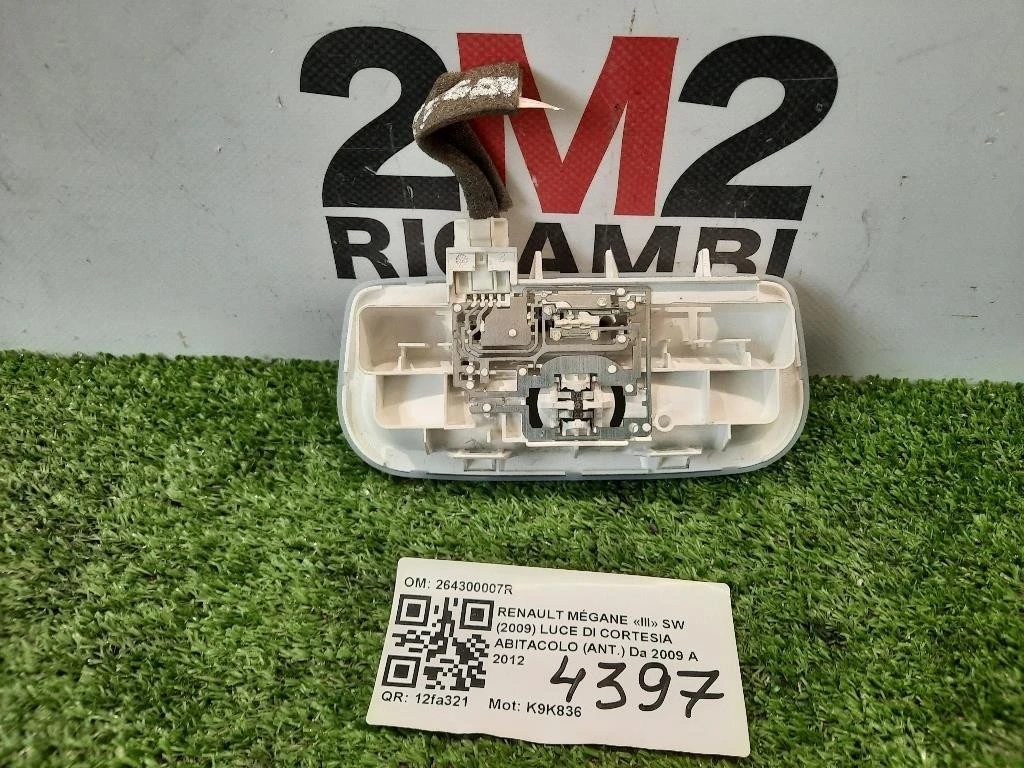 2M2
RICAMBI
OM: 264300007R
RENAULT MÉGANE «III» SW
(2009) LUCE DI CORTESIA
ABITACOLO (ANT.) Da 2009 A
2012
4397
QR: 12fa321 Mot: K9K836